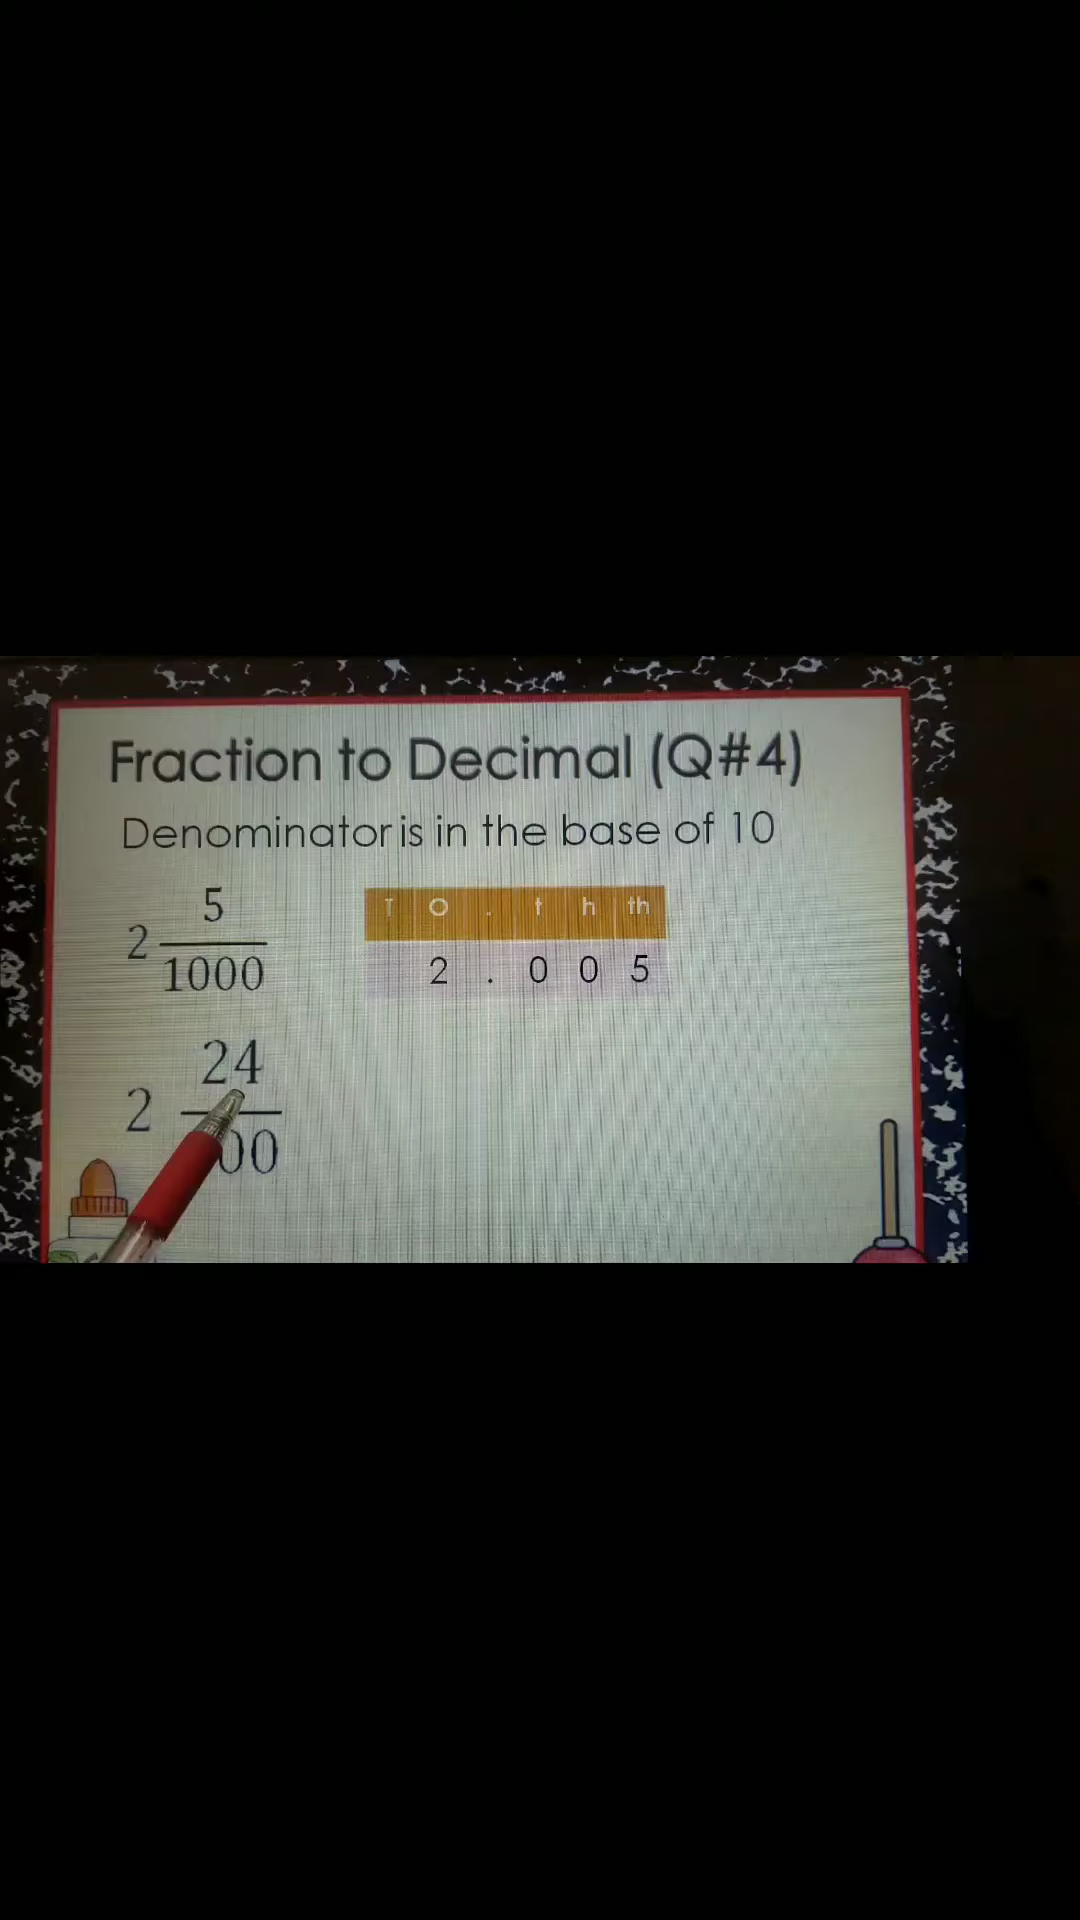 Fraction to Decimal (Q#4)
Denominator is in the base of 10
2 5/1000
T O . t h th
2 . 0 0 5
2 24/
00